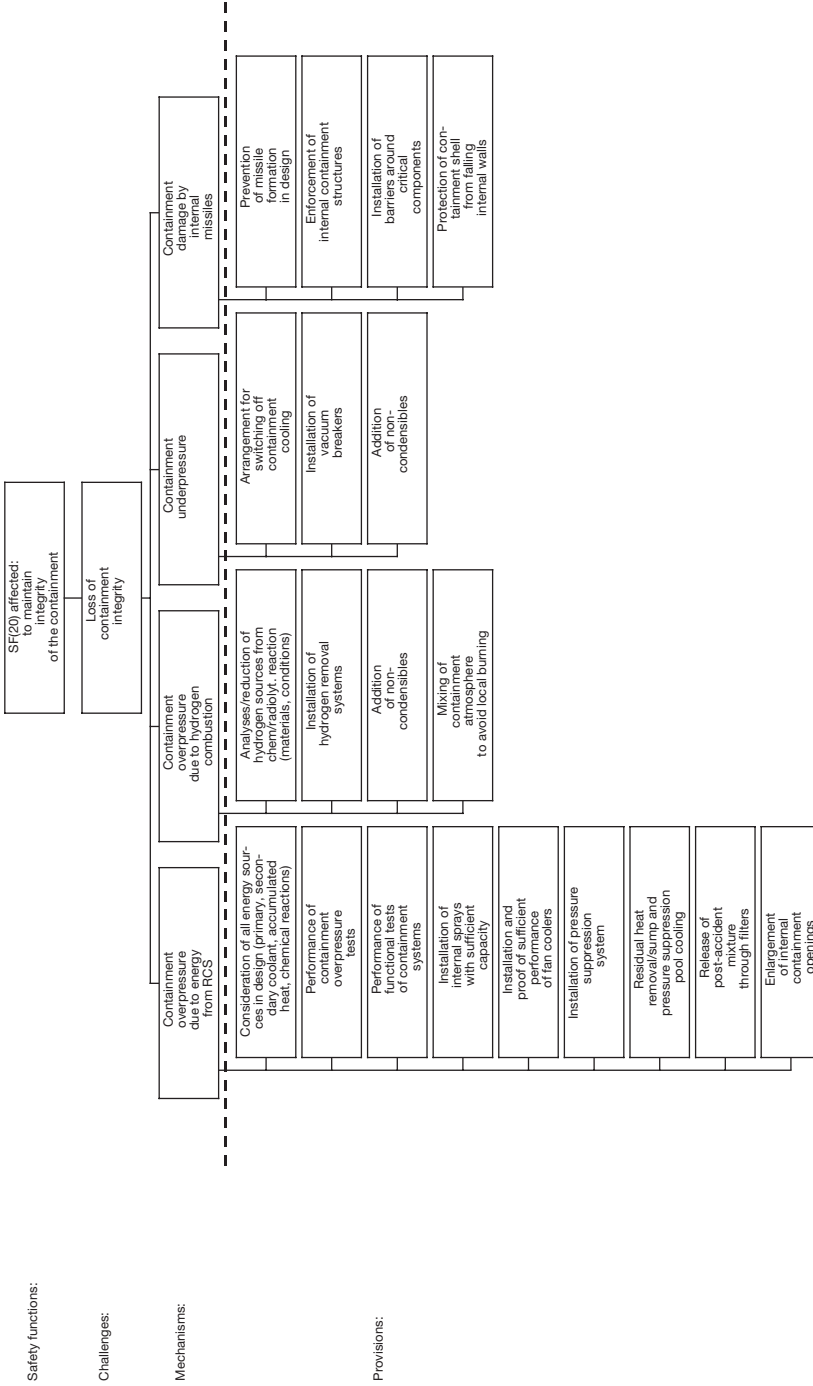 Safety functions:
SF(20) affected:
to maintain
integrity
of the containment
Challenges:
Loss of
containment
integrity
Mechanisms:
Containment
overpressure
due to energy
from RCS
Containment
overpressure
due to hydrogen
combustion
Containment
underpressure
Containment
damage by
internal
missiles
Provisions:
Consideration of all energy sour-
ces in design (primary, secon-
dary coolant, accumulated
heat, chemical reactions)
Performance of
containment
overpressure
tests
Performance of
functional tests
of containment
systems
Installation of
internal sprays
with sufficient
capacity
Installation and
proof of sufficient
performance
of fan cooders
Installation of pressure
suppression
system
Residual heat
removal/sump and
pressure suppression
pool cooling
Release of
post-accident
mixture
through filters
Enlargement
of internal
containment
openings
Analyses/reduction of
hydrogen sources from
chem/radiolyt. reaction
(materials, conditions)
Installation of
hydrogen removal
systems
Addition
of non-
condensibles
Mixing of
containment
atmosphere
to avoid local burning
Arrangement for
switching off
containment
cooling
Installation of
vacuum
breakers
Addition
of non-
condensibles
Prevention
of missile
formation
in design
Enforcement of
internal containment
structures
Installation of
barriers around
critical
components
Protection of con-
tainment shell
from falling
internal walls